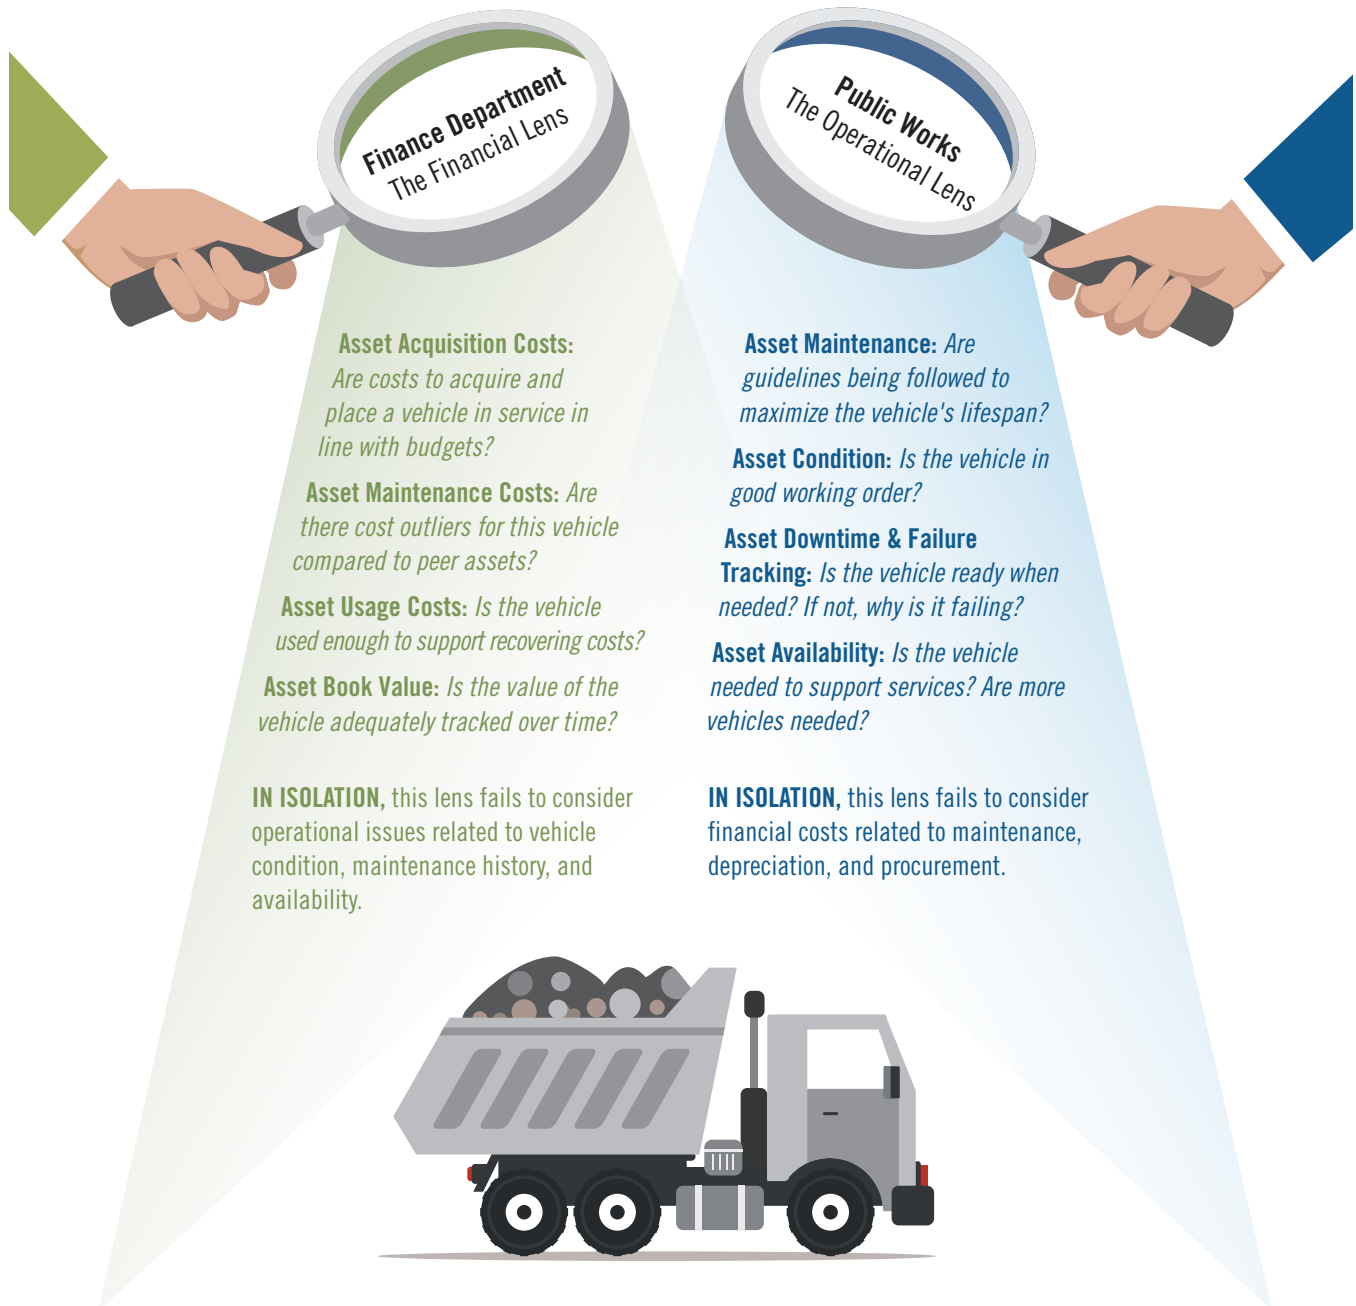 Finance Department
The Financial Lens
Asset Acquisition Costs:
Are costs to acquire and
place a vehicle in service in
line with budgets?
Asset Maintenance Costs: Are
there cost outliers for this vehicle
compared to peer assets?
Asset Usage Costs: Is the vehicle
used enough to support recovering costs?
Asset Book Value: Is the value of the
vehicle adequately tracked over time?
IN ISOLATION, this lens fails to consider
operational issues related to vehicle
condition, maintenance history, and
availability.
Public Works
The Operational Lens
Asset Maintenance: Are
guidelines being followed to
maximize the vehicle's lifespan?
Asset Condition: Is the vehicle in
good working order?
Asset Downtime & Failure
Tracking: Is the vehicle ready when
needed? If not, why is it failing?
Asset Availability: Is the vehicle
needed to support services? Are more
vehicles needed?
IN ISOLATION, this lens fails to consider
financial costs related to maintenance,
depreciation, and procurement.